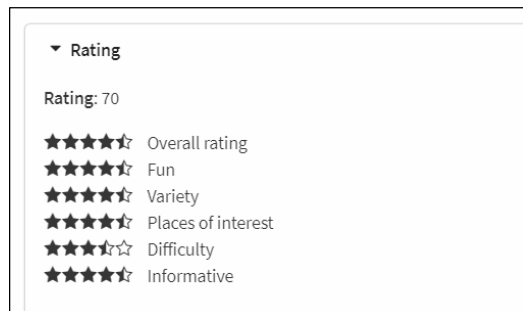 Rating
Rating: 70
Overall rating
Fun
Variety
Places of interest
Difficulty
Informative